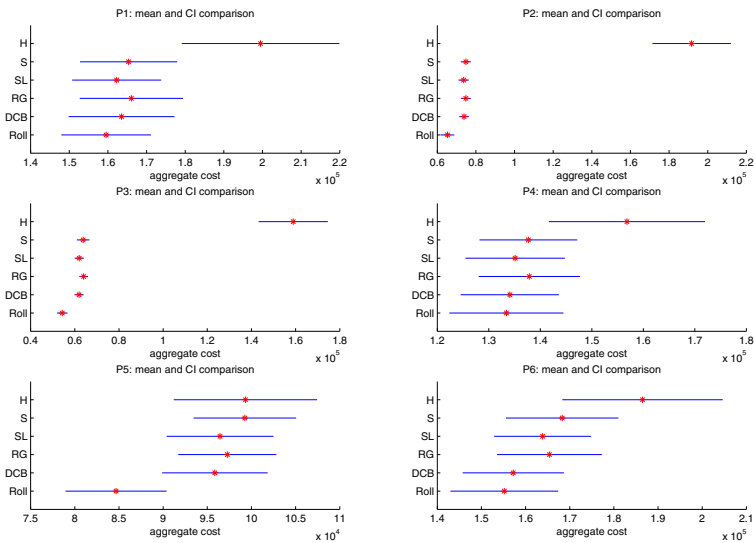 P1: mean and CI comparison
H
S
SL
RG
DCB
Roll
1.4 1.5 1.6 1.7 1.8 1.9 2 2.1 2.2
aggregate cost
x 10^5
P2: mean and CI comparison
H
S
SL
RG
DCB
Roll
0.6 0.8 1 1.2 1.4 1.6 1.8 2 2.2
aggregate cost
x 10^5
P3: mean and CI comparison
H
S
SL
RG
DCB
Roll
0.4 0.6 0.8 1 1.2 1.4 1.6 1.8
aggregate cost
x 10^5
P4: mean and CI comparison
H
S
SL
RG
DCB
Roll
1.2 1.3 1.4 1.5 1.6 1.7 1.8
aggregate cost
x 10^5
P5: mean and CI comparison
H
S
SL
RG
DCB
Roll
7.5 8 8.5 9 9.5 10 10.5 11
aggregate cost
x 10^4
P6: mean and CI comparison
H
S
SL
RG
DCB
Roll
1.4 1.5 1.6 1.7 1.8 1.9 2 2.1
aggregate cost
x 10^5